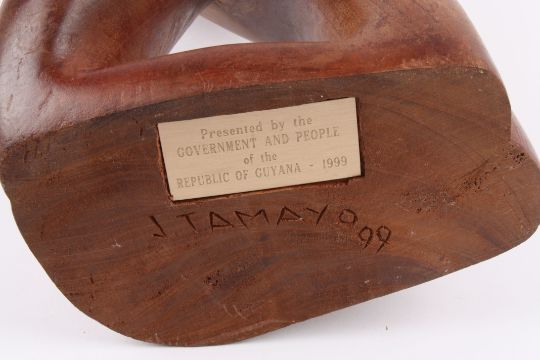 Presented by the
GOVERNMENT AND PEOPLE
of the
REPUBLIC OF GUYANA - 1999
J TAMAYO 99